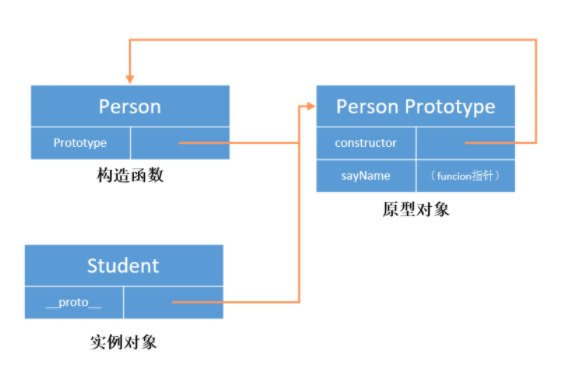 Person
Prototype
构造函数
Person Prototype
constructor
sayName （funcion指针）
原型对象
Student
__proto__
实例对象